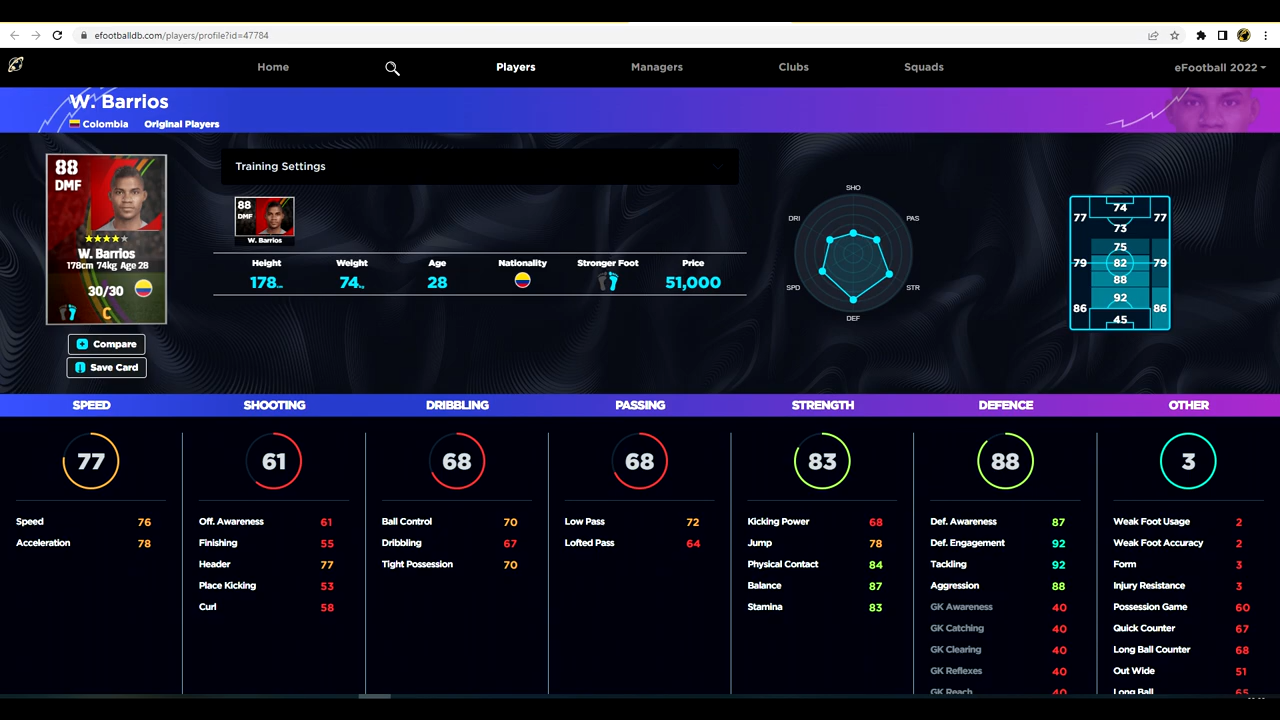 efootballdb.com/players/profile?id=47784
Home Players Managers Clubs Squads eFootball 2022
W. Barrios
Colombia Original Players
88
DMF
W. Barrios
178cm 74kg Age 28
30/30
C
Compare
Save Card
Training Settings
88
DMF
W. Barrios
Height Weight Age Nationality Stronger Foot Price
178 74 28 51,000
SHO
DRI PAS
SPD STR
DEF
74
77 77
73
75
79 82 79
88
92
86 86
45
SPEED SHOOTING DRIBBLING PASSING STRENGTH DEFENCE OTHER
77 61 68 68 83 88 3
Speed 76 Off. Awareness 61 Ball Control 70 Low Pass 72 Kicking Power 68 Def. Awareness 87 Weak Foot Usage 2
Acceleration 78 Finishing 55 Dribbling 67 Lofted Pass 64 Jump 78 Def. Engagement 92 Weak Foot Accuracy 2
Header 77 Tight Possession 70 Physical Contact 84 Tackling 92 Form 3
Place Kicking 53 Balance 87 Aggression 88 Injury Resistance 3
Curl 58 Stamina 83 GK Awareness 40 Possession Game 60
GK Catching 40 Quick Counter 67
GK Clearing 40 Long Ball Counter 68
GK Reflexes 40 Out Wide 51
GK Reach 40 Long Ball 65